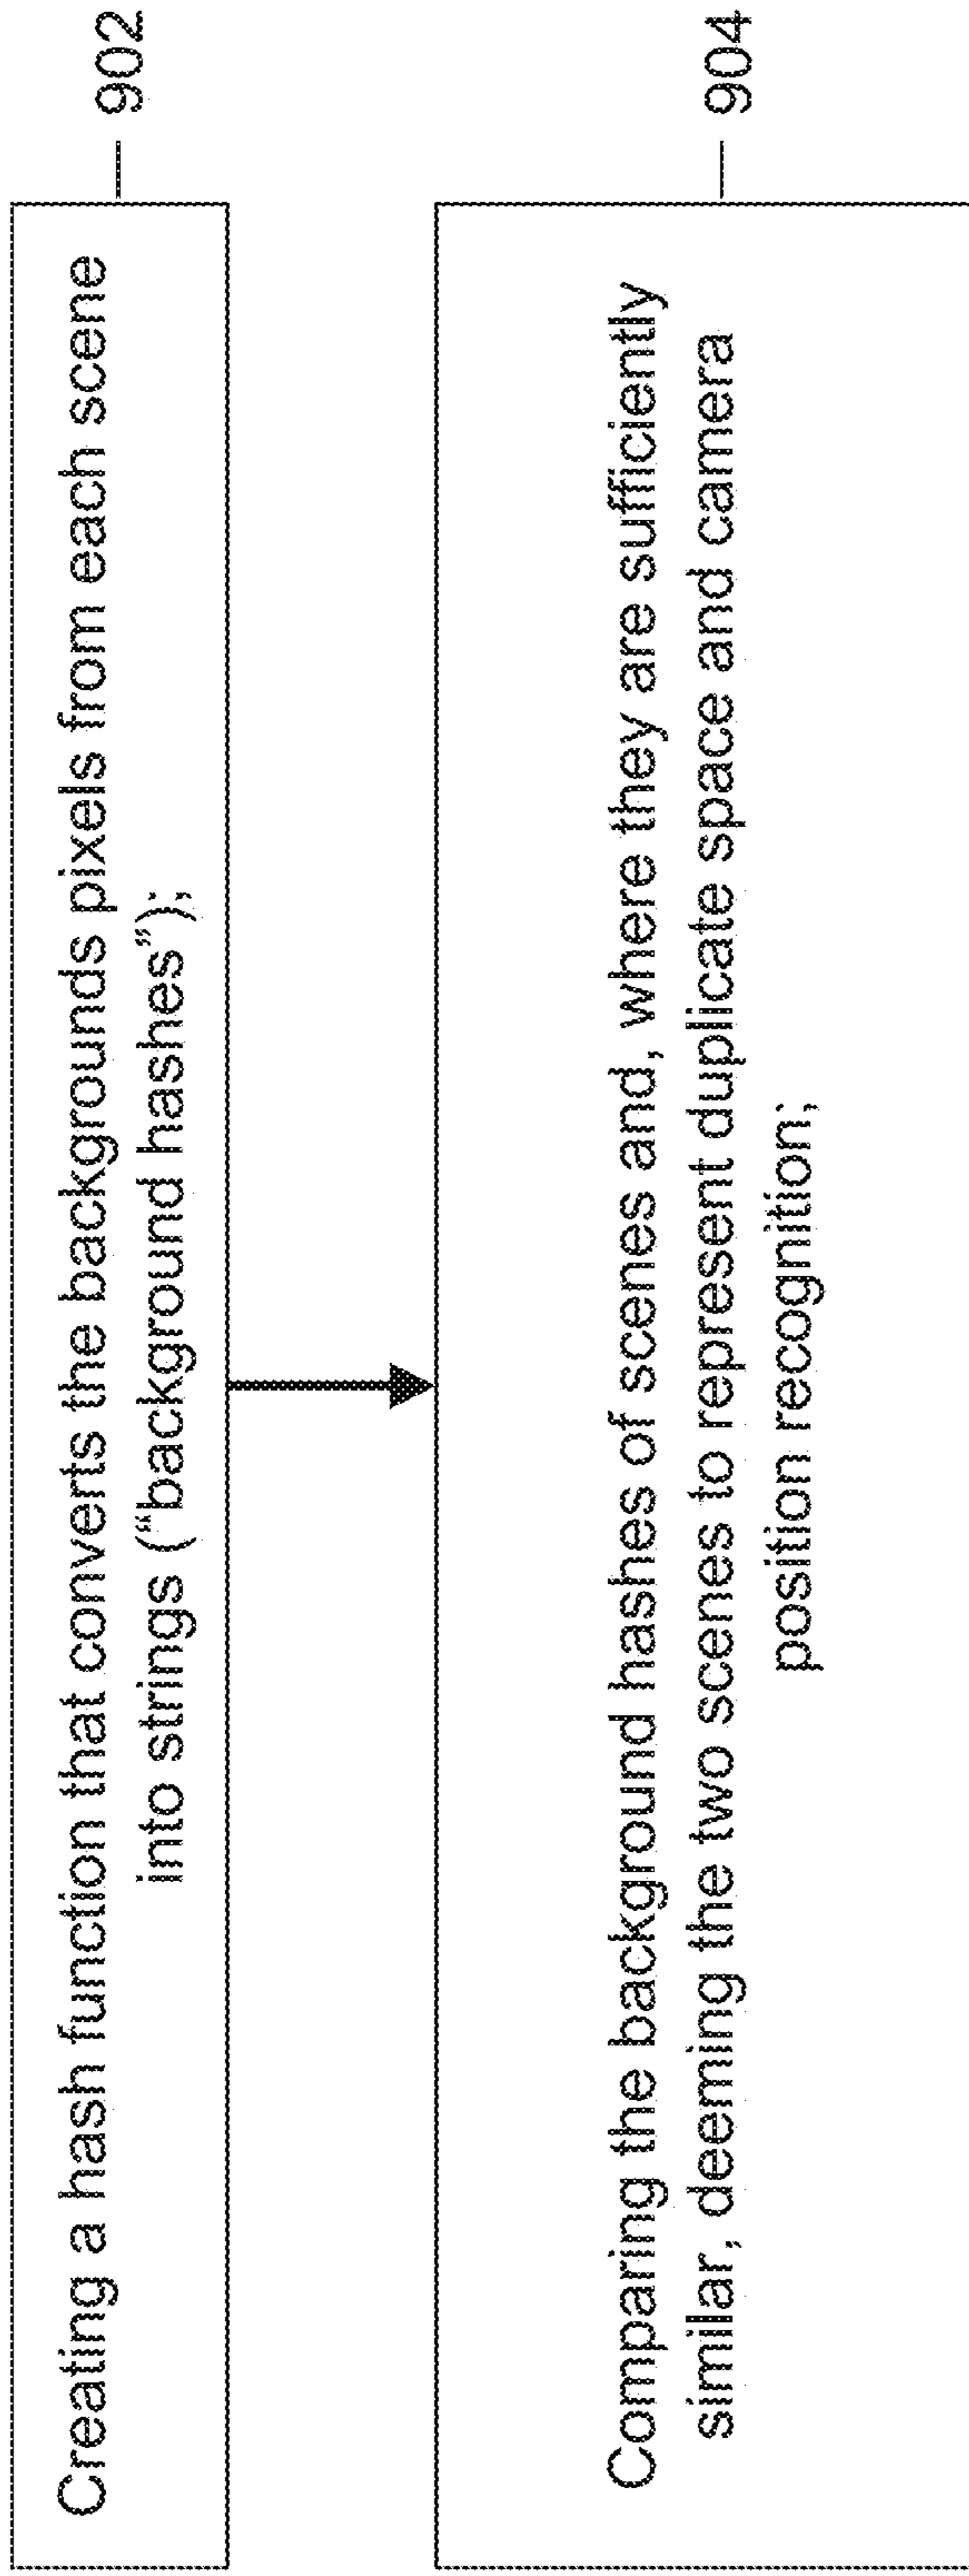 Creating a hash function that converts the backgrounds pixels from each scene
into strings (“background hashes”);
902
Comparing the background hashes of scenes and, where they are sufficiently
similar, deeming the two scenes to represent duplicate space and camera
position recognition;
904